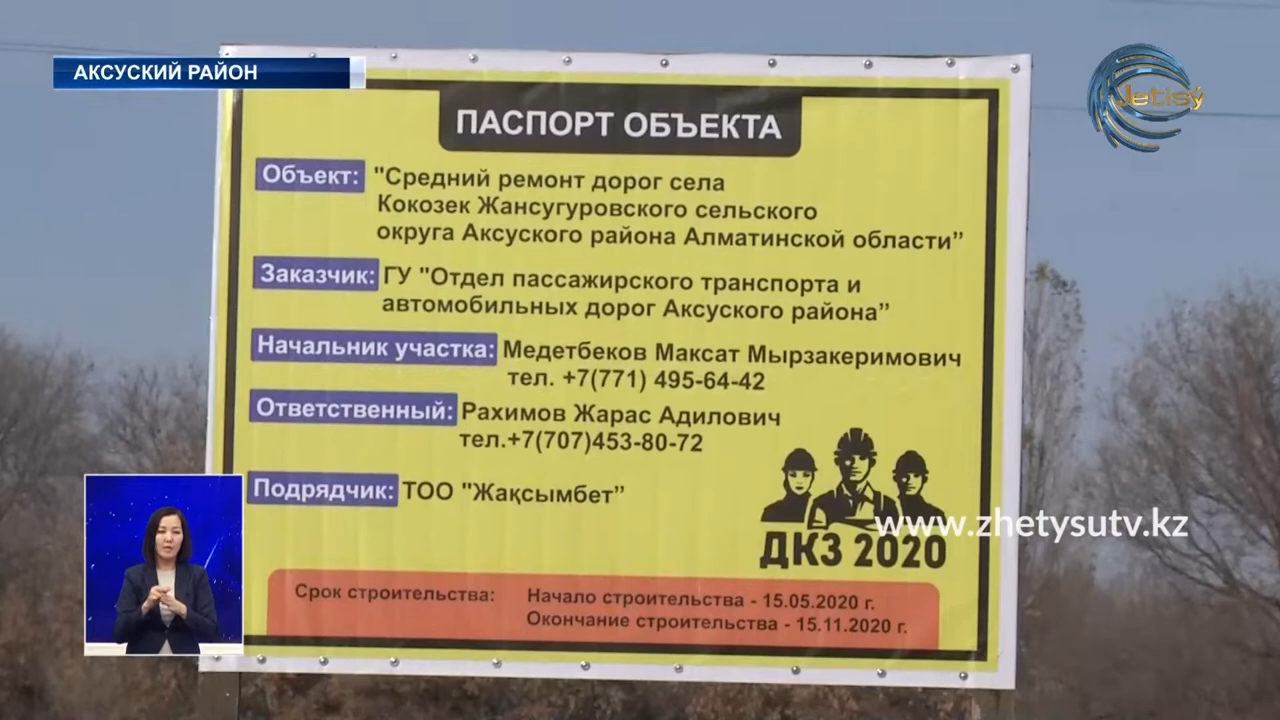 АКСУСКИЙ РАЙОН
Jetisý
ПАСПОРТ ОБЪЕКТА
Объект: "Средний ремонт дорог села
Кокозек Жансугуровского сельского
округа Аксуского района Алматинской области”
Заказчик: ГУ "Отдел пассажирского транспорта и
автомобильных дорог Аксуского района”
Начальник участка: Медетбеков Максат Мырзакеримович
тел. +7(771) 495-64-42
Ответственный: Рахимов Жарас Адилович
тел.+7(707)453-80-72
Подрядчик: ТОО "Жақсымбет”
www.zhetysutv.kz
ДКЗ 2020
Срок строительства: Начало строительства - 15.05.2020 г.
Окончание строительства - 15.11.2020 г.